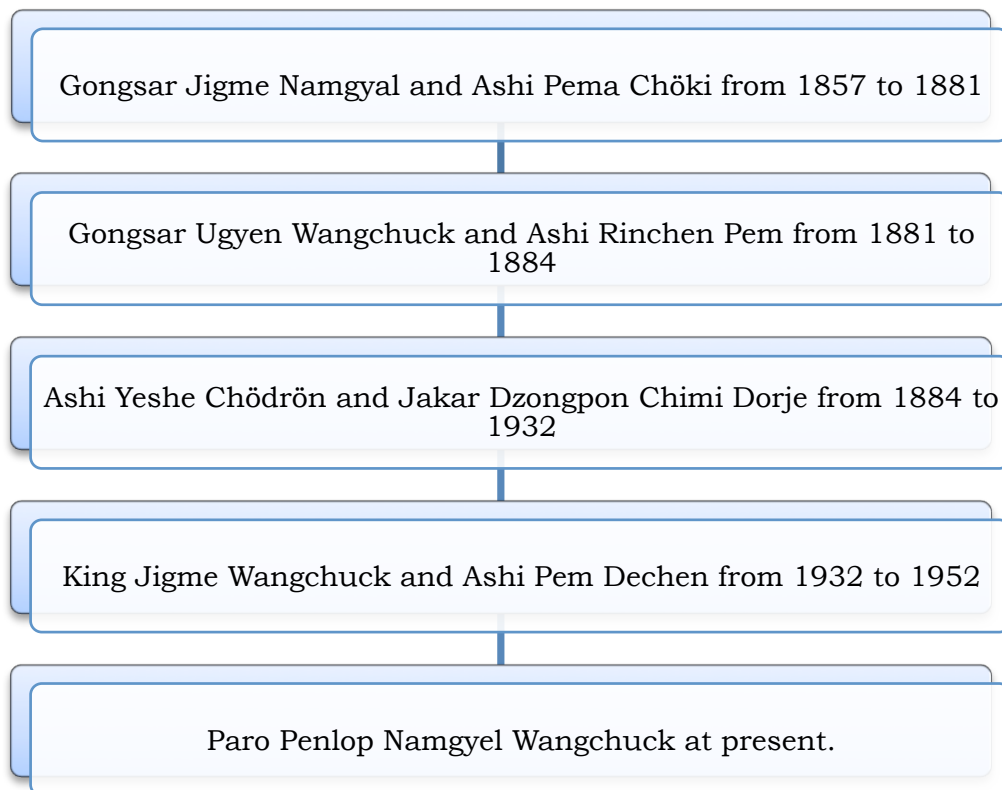 Gongsar Jigme Namgyal and Ashi Pema Chöki from 1857 to 1881
Gongsar Ugyen Wangchuck and Ashi Rinchen Pem from 1881 to
1884
Ashi Yeshe Chödrön and Jakar Dzongpon Chimi Dorje from 1884 to
1932
King Jigme Wangchuck and Ashi Pem Dechen from 1932 to 1952
Paro Penlop Namgyel Wangchuck at present.